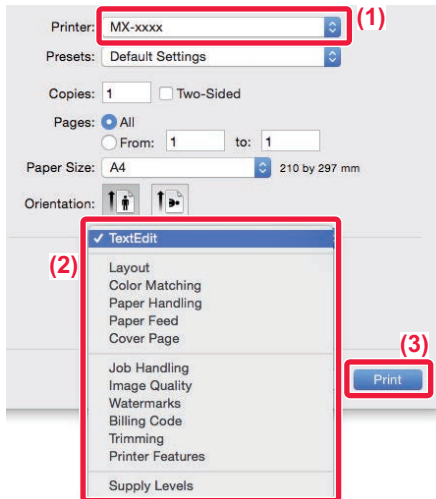 Printer: MX-xxxx (1)
Presets: Default Settings
Copies: 1 Two-Sided
Pages: All
From: 1 to: 1
Paper Size: A4 210 by 297 mm
Orientation:
✓ TextEdit
(2)
Layout
Color Matching
Paper Handling
Paper Feed
Cover Page
(3)
Job Handling
Print
Image Quality
Watermarks
Billing Code
Trimming
Printer Features
Supply Levels